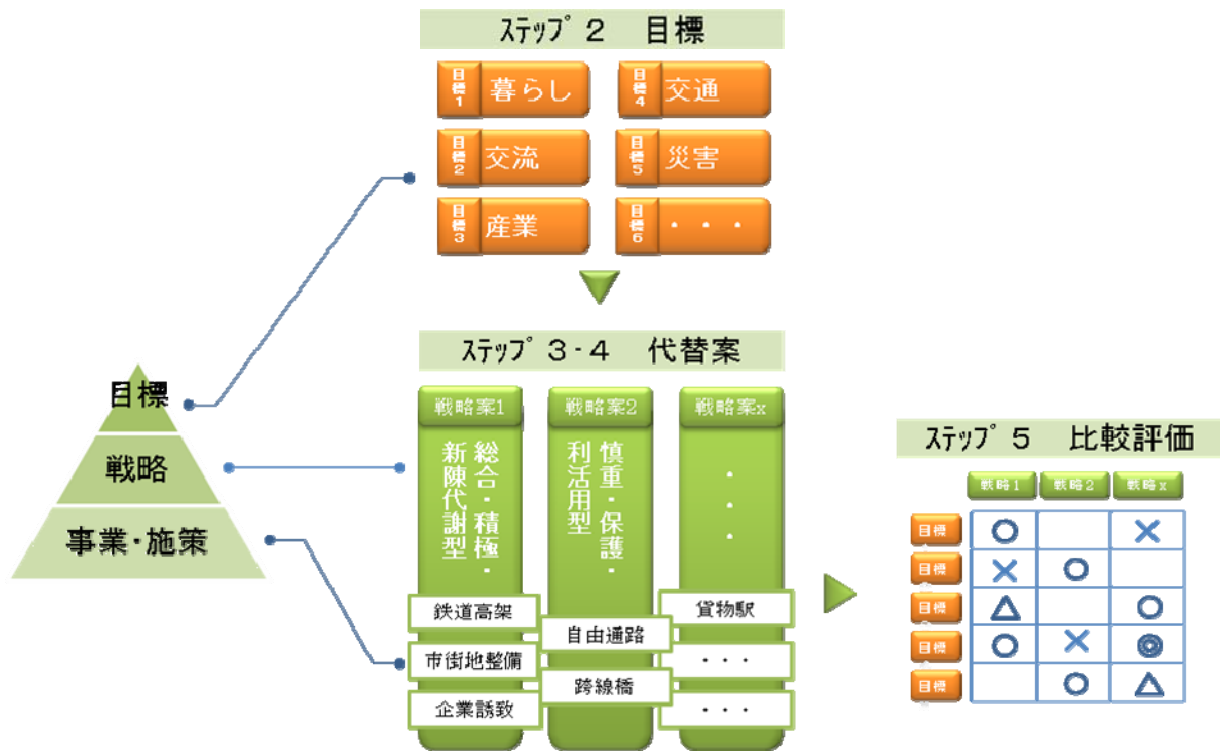 ステップ 2 目標
目標1 暮らし
目標4 交通
目標2 交流
目標5 災害
目標3 産業
目標6 ・・・
ステップ 3-4 代替案
目標
戦略
事業・施策
戦略案1
戦略案2
戦略案x
総合・積極・
新陳代謝型
慎重・保護・
利活用型
・・・
鉄道高架
市街地整備
企業誘致
自由通路
跨線橋
貨物駅
・・・
・・・
ステップ 5 比較評価
戦略1
戦略2
戦略x
目標
○ ×
目標
× ○
目標
△ ○
目標
○ × ◎
目標
○ △